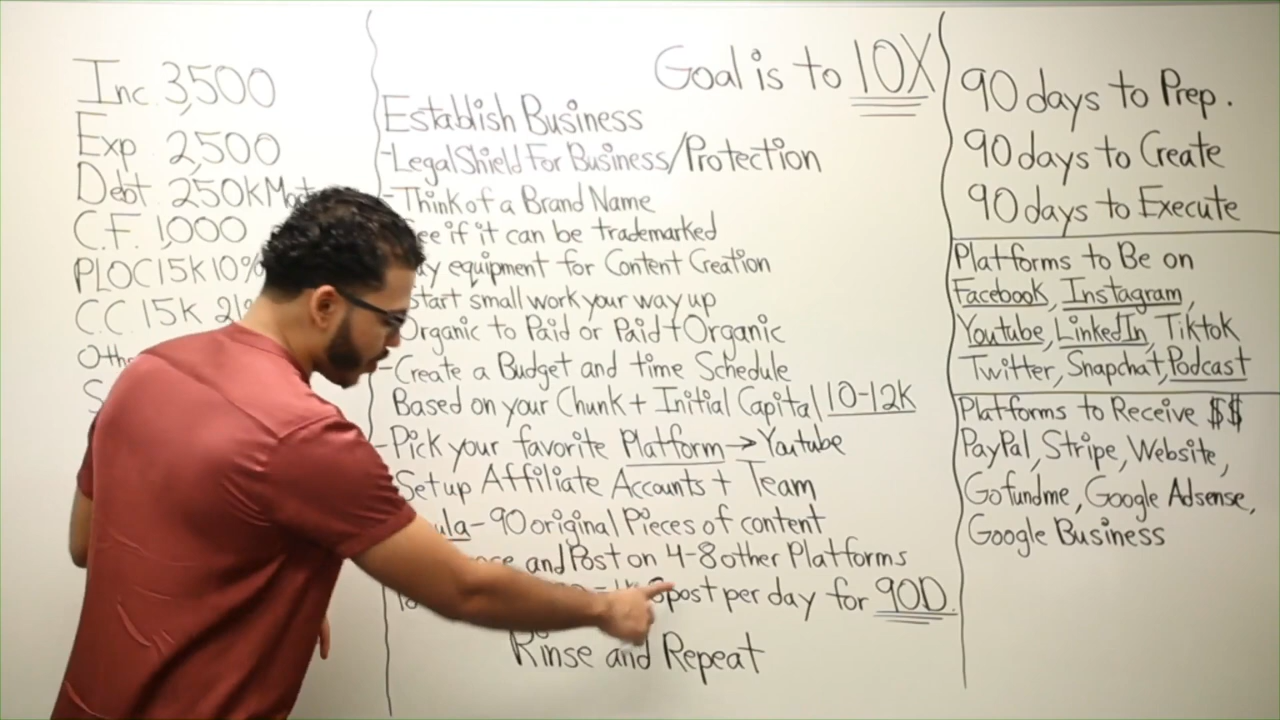 Inc. 3,500
Exp 2,500
Debt 250k
C.F. 1,000
PLOC 15K 10%
C.C. 15K
Goal is to 10X
Establish Business
-LegalShield For Business/Protection
-Think of a Brand Name
if it can be trademarked
equipment for Content Creation
Start small work your way up
Organic to Paid or Paid+Organic
-Create a Budget and time Schedule
Based on your Chunk + Initial Capital 10-12K
-Pick your favorite Platform → Youtube
Setup Affiliate Accounts + Team
- 90 original Pieces of content
and Post on 4-8 other Platforms
post per day for 90D.
Rinse and Repeat
90 days to Prep.
90 days to Create
90 days to Execute
Platforms to Be on
Facebook, Instagram,
Youtube, LinkedIn, Tiktok
Twitter, Snapchat, Podcast
Platforms to Receive $$
PayPal, Stripe, Website,
Gofundme, Google Adsense,
Google Business